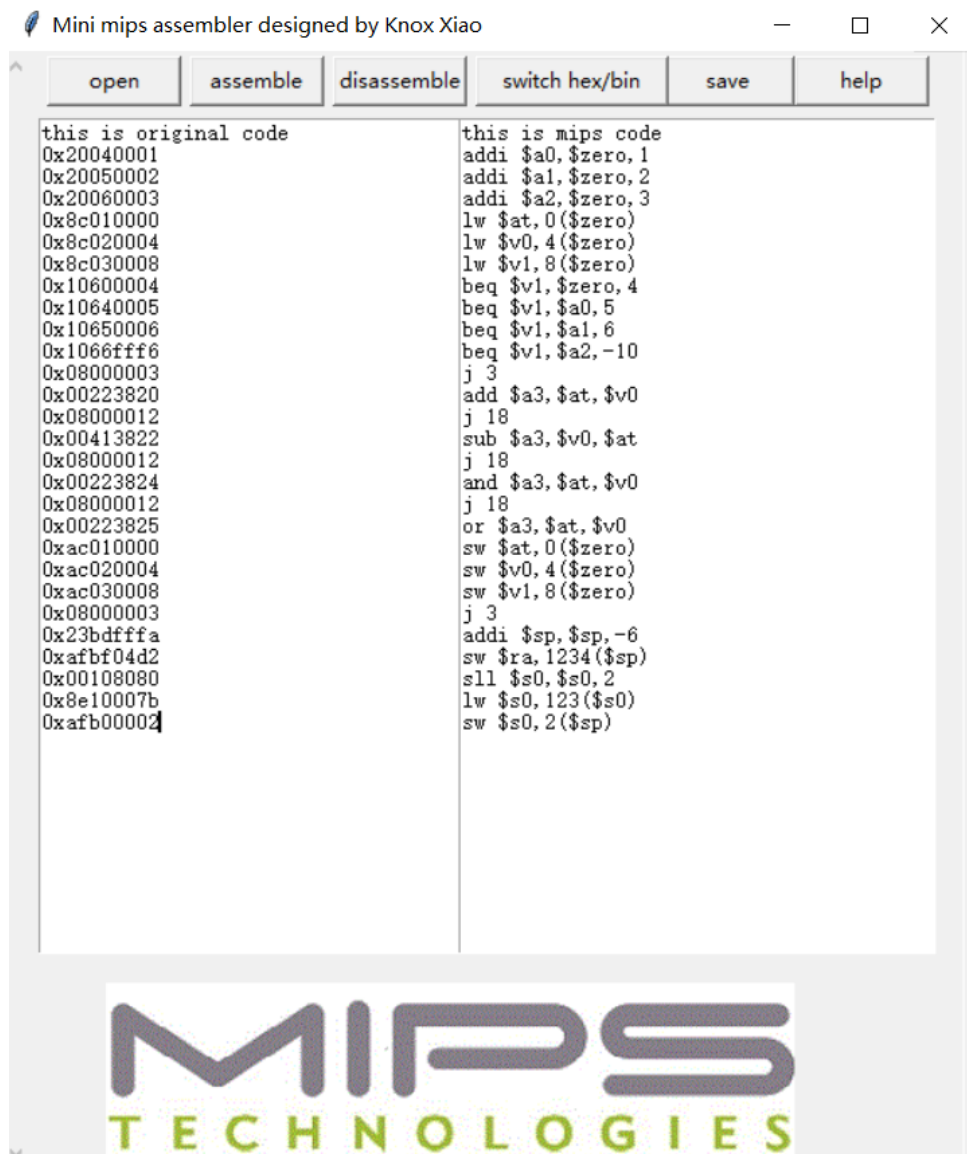 Mini mips assembler designed by Knox Xiao
open assemble disassemble switch hex/bin save help
this is original code
0x20040001
0x20050002
0x20060003
0x8c010000
0x8c020004
0x8c030008
0x10600004
0x10640005
0x10650006
0x1066fff6
0x08000003
0x00223820
0x08000012
0x00413822
0x08000012
0x00223824
0x08000012
0x00223825
0xac010000
0xac020004
0xac030008
0x08000003
0x23bdfffa
0xafbf04d2
0x00108080
0x8e10007b
0xafb00002
this is mips code
addi $a0,$zero,1
addi $a1,$zero,2
addi $a2,$zero,3
lw $at,0($zero)
lw $v0,4($zero)
lw $v1,8($zero)
beq $v1,$zero,4
beq $v1,$a0,5
beq $v1,$a1,6
beq $v1,$a2,-10
j 3
add $a3,$at,$v0
j 18
sub $a3,$v0,$at
j 18
and $a3,$at,$v0
j 18
or $a3,$at,$v0
sw $at,0($zero)
sw $v0,4($zero)
sw $v1,8($zero)
j 3
addi $sp,$sp,-6
sw $ra,1234($sp)
sll $s0,$s0,2
lw $s0,123($s0)
sw $s0,2($sp)
MIPS
TECHNOLOGIES